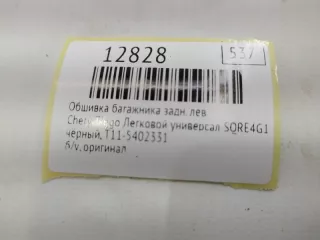 12828 537
Обшивка багажника задн. лев.
Легковой универсал SQRE4G1
черный, T11-5402331
б/у, оригинал